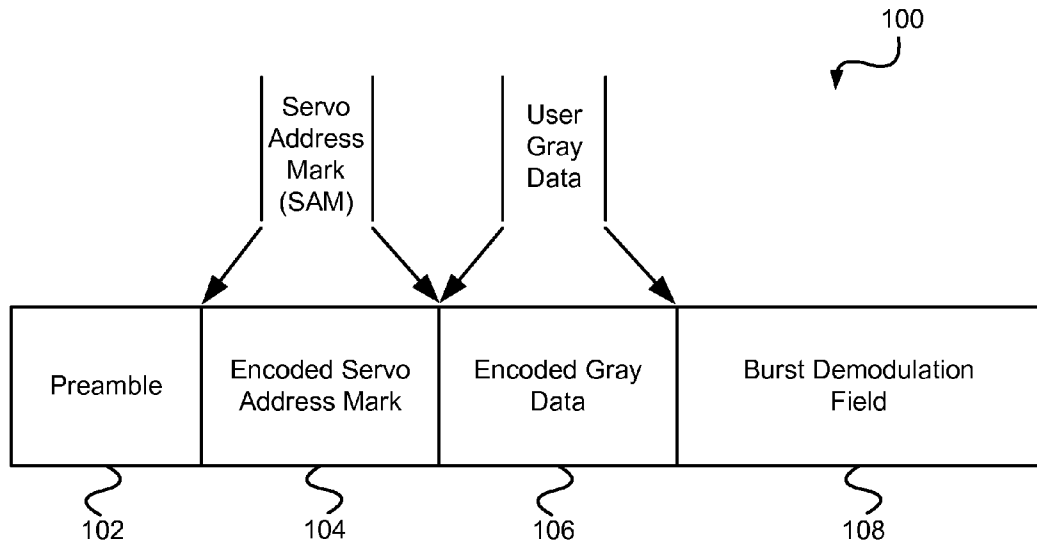 100
Servo
Address
Mark
(SAM)
User
Gray
Data
Preamble
Encoded Servo
Address Mark
Encoded Gray
Data
Burst Demodulation
Field
102
104
106
108